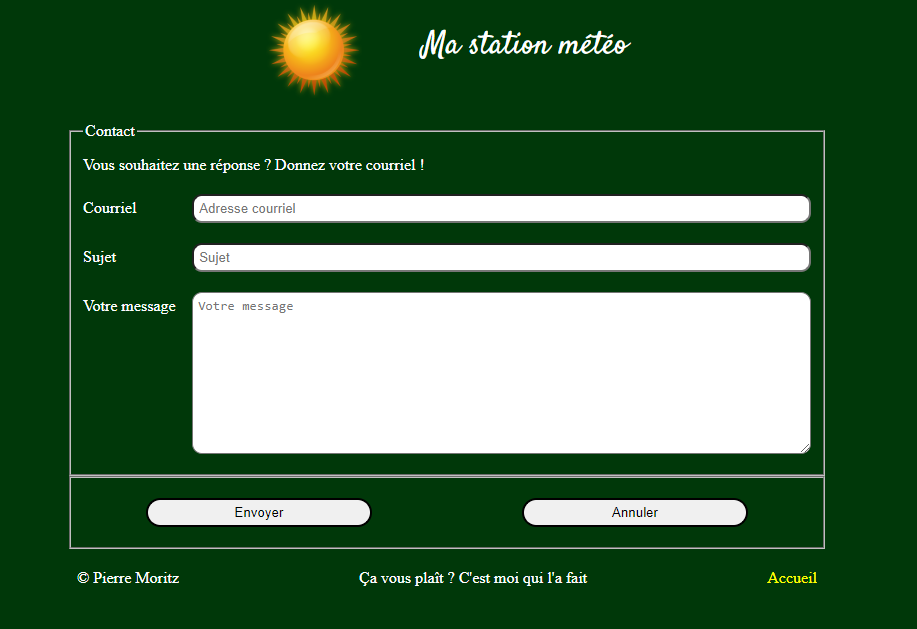 Ma station météo
Contact
Vous souhaitez une réponse ? Donnez votre courriel !
Courriel
Adresse courriel
Sujet
Sujet
Votre message
Votre message
Envoyer
Annuler
© Pierre Moritz
Ça vous plaît ? C'est moi qui l'a fait
Accueil